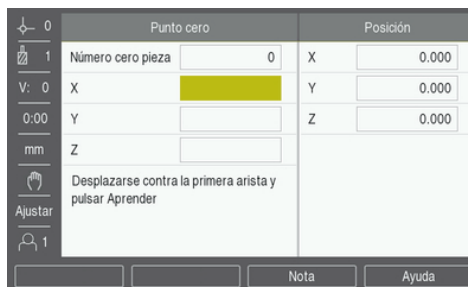 0
Punto cero
Posición
1
Número cero pieza
0
X
0.000
V: 0
X
Y
0.000
0:00
Y
Z
0.000
mm
Z
Desplazarse contra la primera arista y
pulsar Aprender
Ajustar
1
Nota
Ayuda